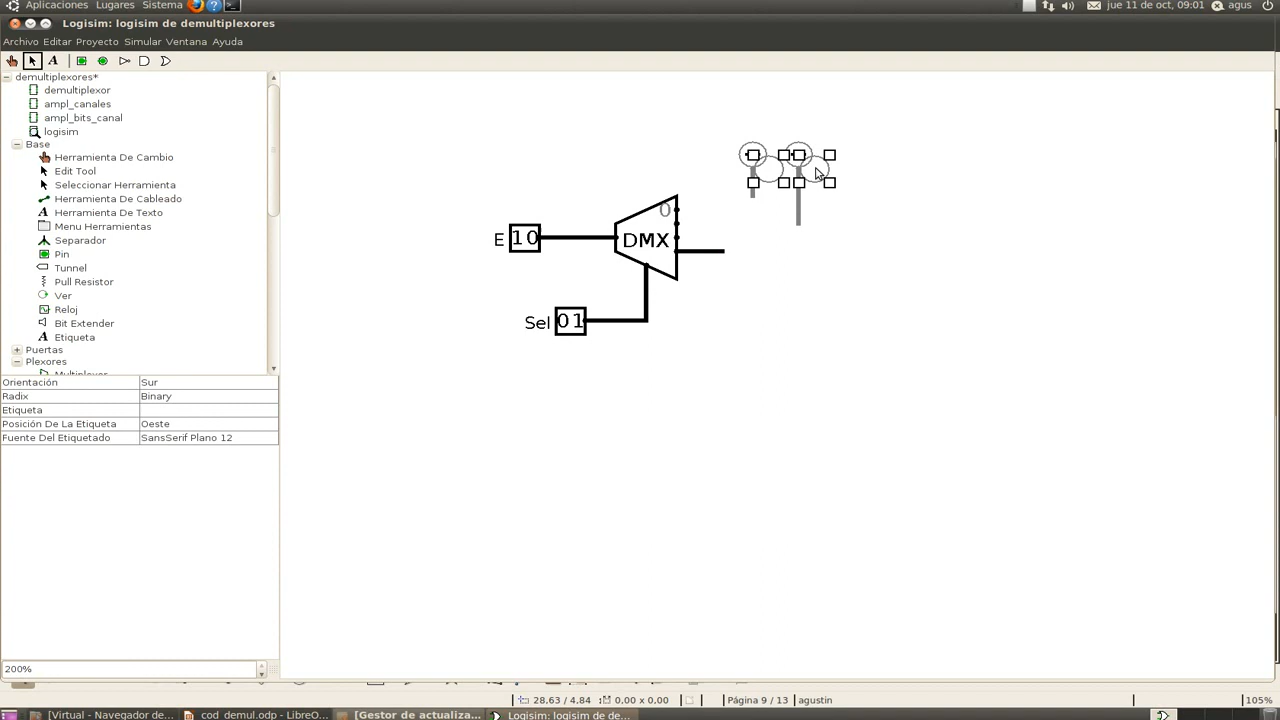 Aplicaciones Lugares Sistema ? jue 11 de oct, 09:01 agus
Logisim: logisim de demultiplexores
Archivo Editar Proyecto Simular Ventana Ayuda
A
demultiplexores*
demultiplexor
ampl_canales
ampl_bits_canal
logisim
Base
Herramienta De Cambio
Edit Tool
Seleccionar Herramienta
Herramienta De Cableado
A Herramienta De Texto
Menu Herramientas
Separador
Pin
Tunnel
Pull Resistor
Ver
Reloj
Bit Extender
A Etiqueta
Puertas
Plexores
Orientación Sur
Radix Binary
Etiqueta
Posición De La Etiqueta Oeste
Fuente Del Etiquetado SansSerif Plano 12
0
E 10 DMX
Sel 01
200%
28.63 / 4.84 0,00 x 0,00 Página 9 / 13 agustin 105%
[Virtual - Navegador de... cod_demul.odp - LibreO... [Gestor de actualiza... Logisim: logisim de de...